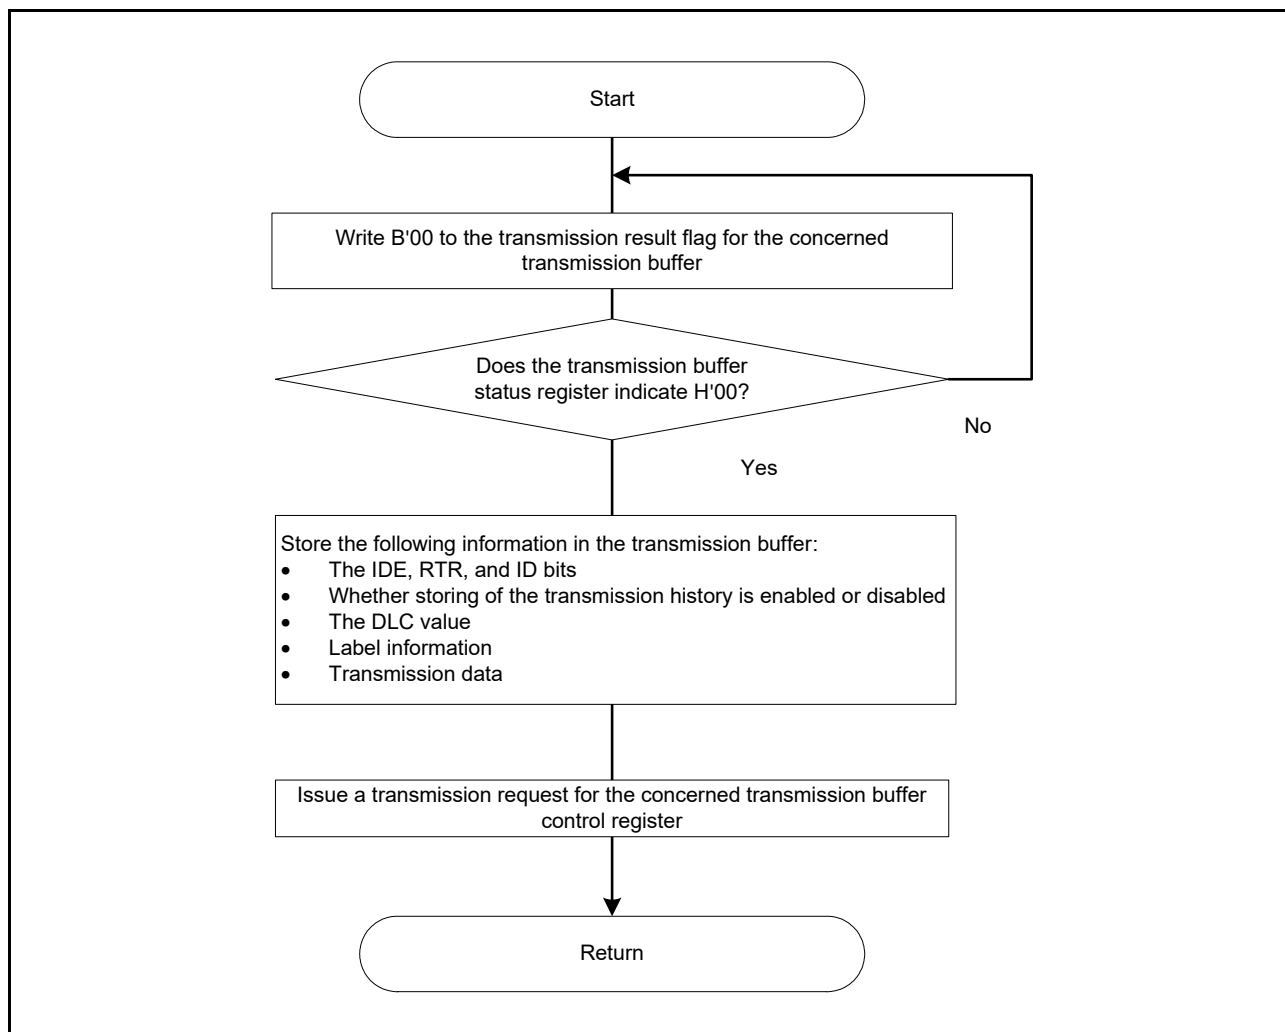 Start
Write B'00 to the transmission result flag for the concerned
transmission buffer
Does the transmission buffer
status register indicate H'00?
No
Yes
Store the following information in the transmission buffer:
• The IDE, RTR, and ID bits
• Whether storing of the transmission history is enabled or disabled
• The DLC value
• Label information
• Transmission data
Issue a transmission request for the concerned transmission buffer
control register
Return